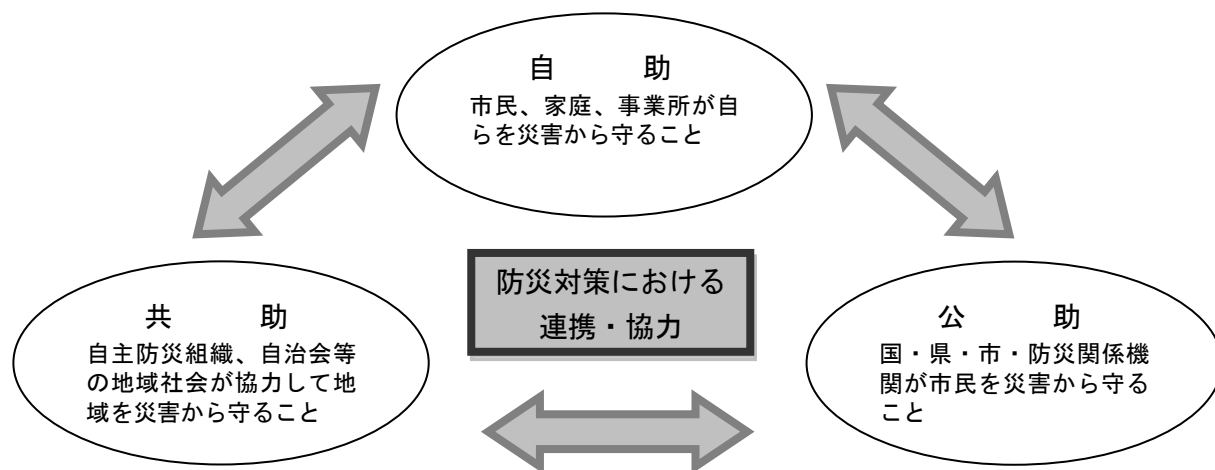 自　　　助
市民、家庭、事業所が自
らを災害から守ること
防災対策における
連携・協力
共　　　助
自主防災組織、自治会等
の地域社会が協力して地
域を災害から守ること
公　　　助
国・県・市・防災関係機
関が市民を災害から守る
こと